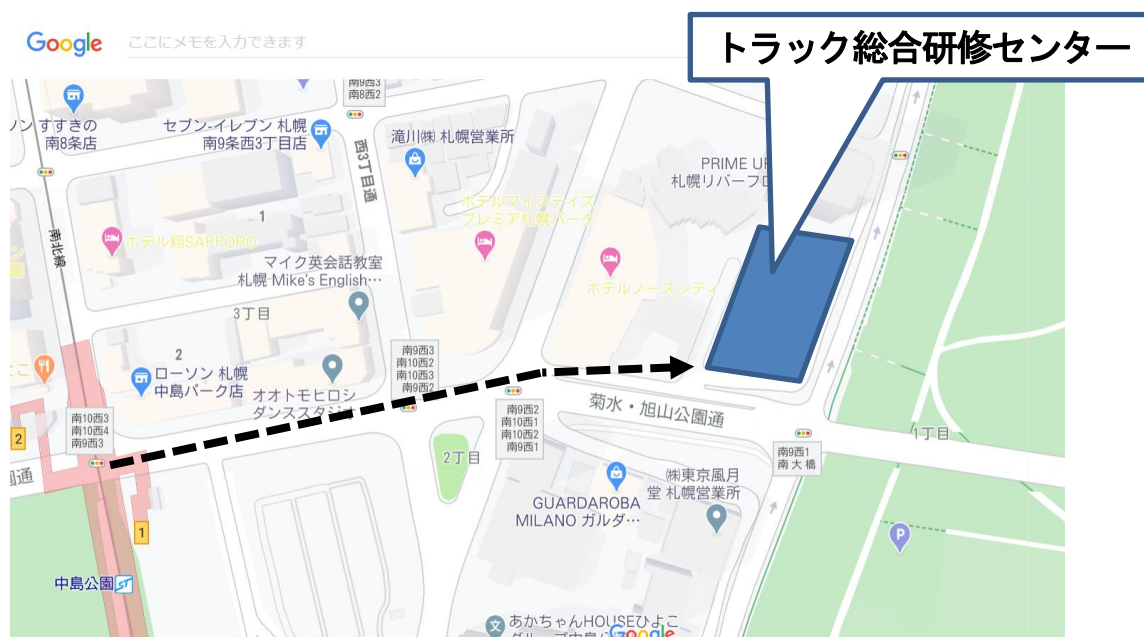 Google ここにメモを入力できます
トラック総合研修センター
南9西3
南8西2
すすきの
南8条店
セブン-イレブン 札幌
南9条西3丁目店
西3丁目通
滝川㈱ 札幌営業所
PRIME UR
札幌リバーフロ
ホテルマイステイズ
プレミア札幌パーク
1
南北線
ホテル翔SAPPORO
マイク英会話教室
札幌 Mike's English…
ホテルノースシティ
3丁目
2
ローソン 札幌
中島パーク店
オオトモヒロシ
ダンススタジオ
南9西3
南10西2
南10西3
南9西2
南10西3
南10西4
南9西3
2
南9西2
南10西1
南10西2
南9西1
菊水・旭山公園通
1丁目
南9西1
南大橋
2丁目
㈱東京風月
堂 札幌営業所
GUARDAROBA
MILANO ガルダ…
P
1
中島公園
ST
あかちゃんHOUSEひよこ
Google